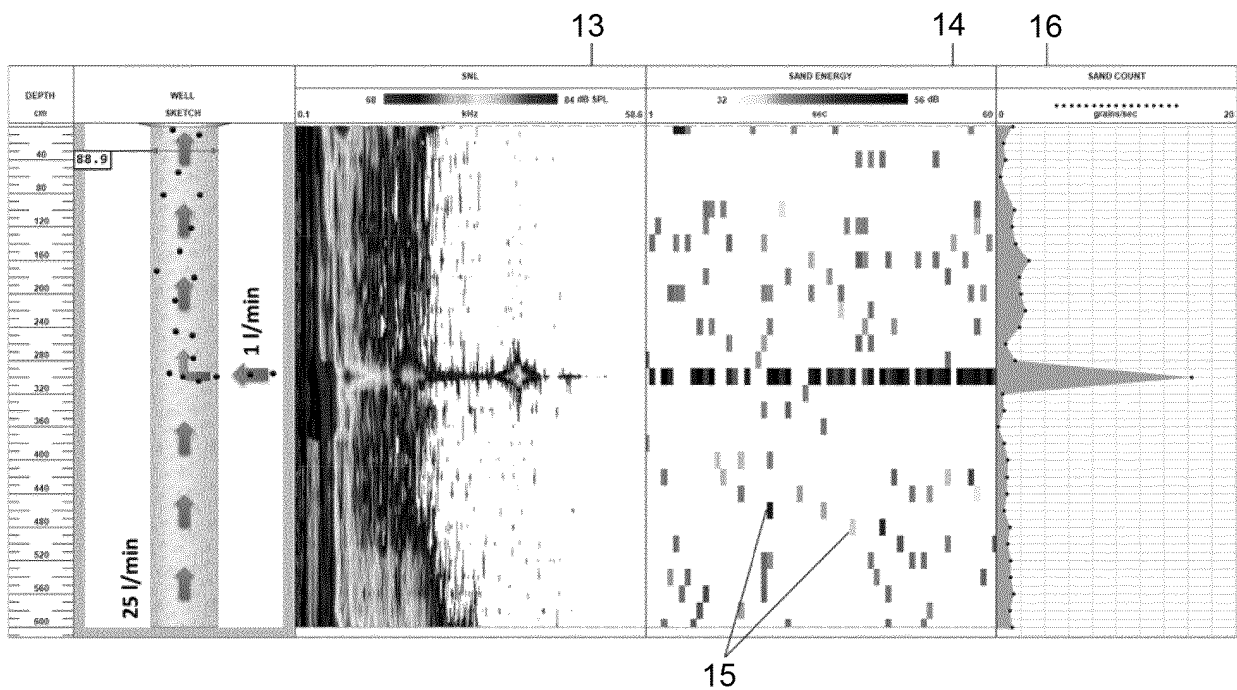 13
14
16
DEPTH
cm
WELL
SKETCH
SNL
68 84 dB SPL
0.1 kHz 58.6
SAND ENERGY
32 56 dB
1 sec 60
SAND COUNT
0 grains/sec 20
88.9
40
80
120
160
200
240
280
320
360
400
440
480
520
560
600
1 l/min
25 l/min
15